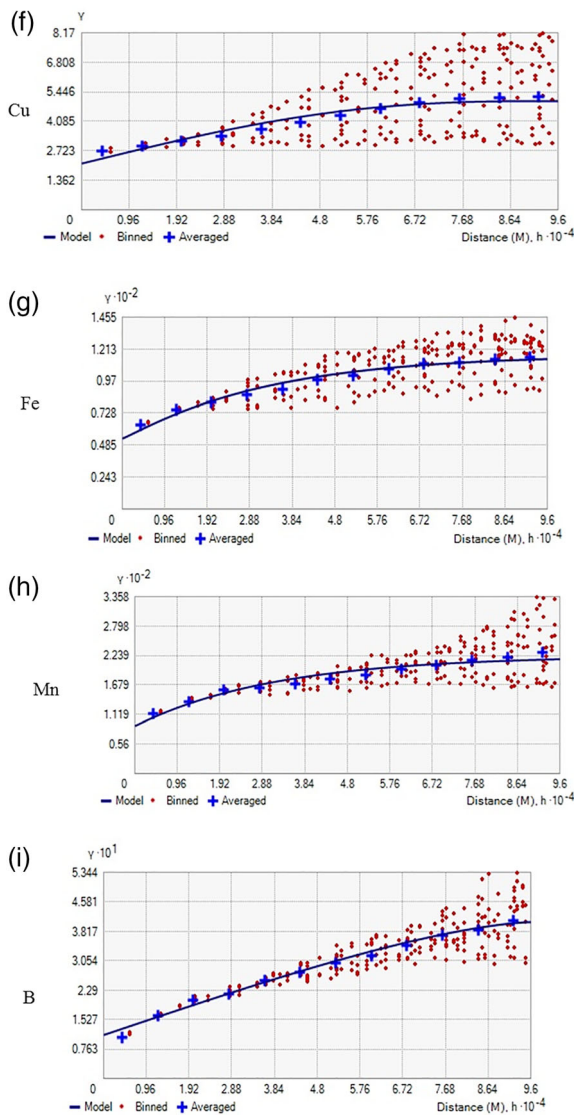 (f)
γ
8.17
6.808
5.446
Cu
4.085
2.723
1.362
0 0.96 1.92 2.88 3.84 4.8 5.76 6.72 7.68 8.64 9.6
Model Binned Averaged Distance (M), h·10⁻⁴
(g)
γ·10⁻²
1.455
1.213
0.97
Fe
0.728
0.485
0.243
0 0.96 1.92 2.88 3.84 4.8 5.76 6.72 7.68 8.64 9.6
Model Binned Averaged Distance (M), h·10⁻⁴
(h)
γ·10⁻²
3.358
2.798
2.239
Mn
1.679
1.119
0.56
0 0.96 1.92 2.88 3.84 4.8 5.76 6.72 7.68 8.64 9.6
Model Binned Averaged Distance (M), h·10⁻⁴
(i)
γ·10¹
5.344
4.581
3.817
3.054
B
2.29
1.527
0.763
0 0.96 1.92 2.88 3.84 4.8 5.76 6.72 7.68 8.64 9.6
Model Binned Averaged Distance (M), h·10⁻⁴